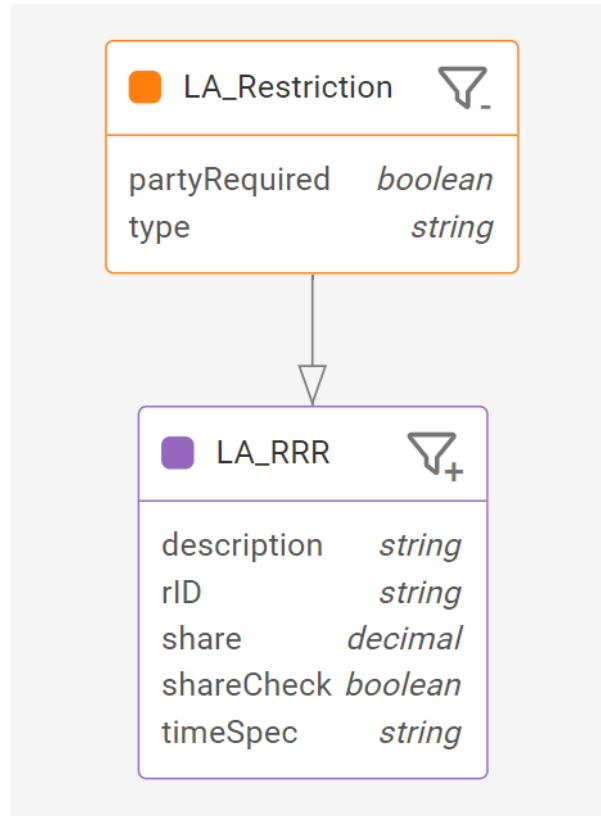 LA_Restriction
partyRequired boolean
type string
LA_RRR
description string
rID string
share decimal
shareCheck boolean
timeSpec string